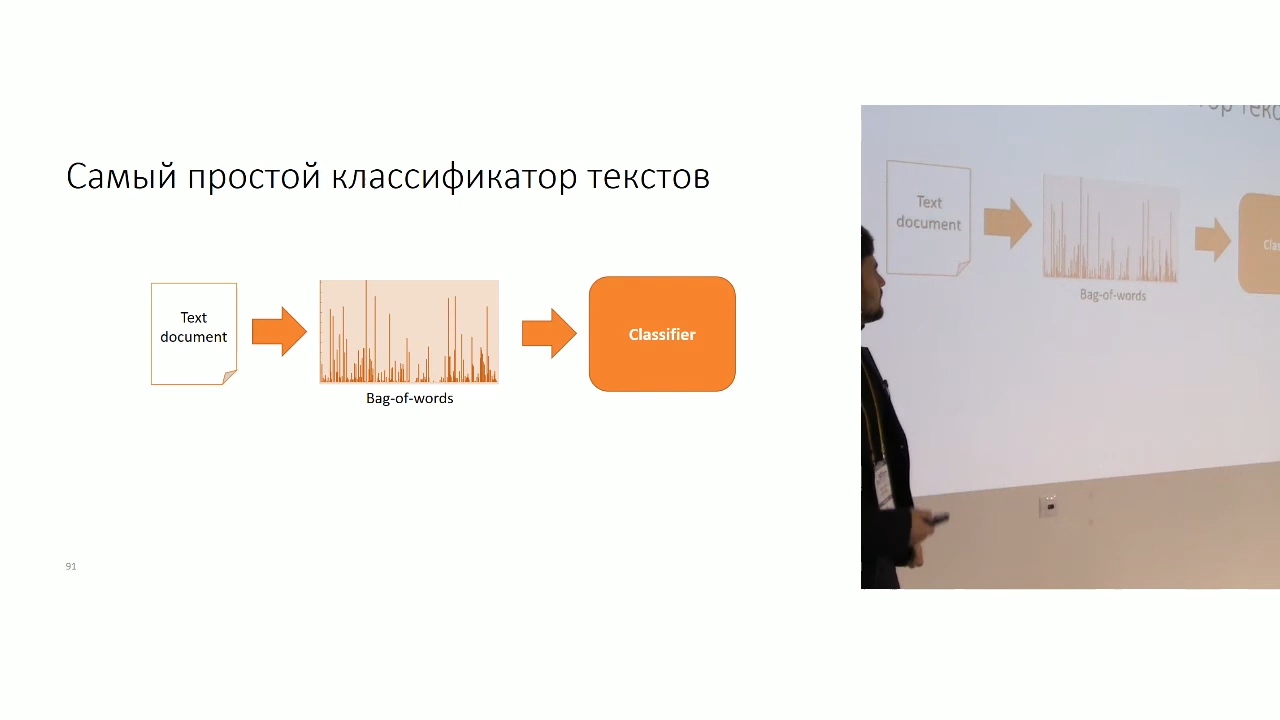 Самый простой классификатор текстов
Text
document
Bag-of-words
Classifier
91
Text
document
Bag-of-words